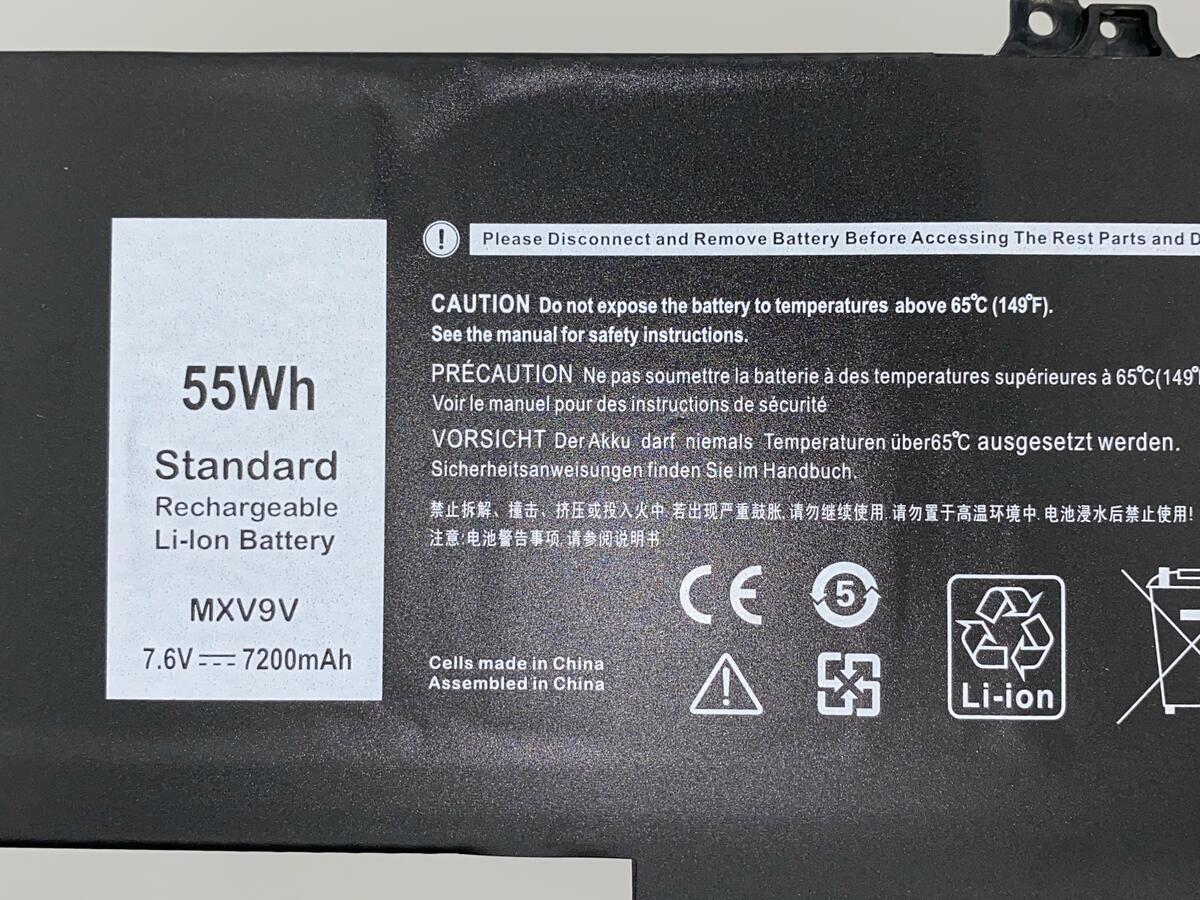 Please Disconnect and Remove Battery Before Accessing The Rest Parts and D
CAUTION Do not expose the battery to temperatures above 65°C (149°F).
See the manual for safety instructions.
PRÉCAUTION Ne pas soumettre la batterie à des temperatures supérieures à 65°C(149°
Voir le manuel pour des instructions de sécurité
VORSICHT Der Akku darf niemals Temperaturen über65°C ausgesetzt werden.
Sicherheitsanweisungen finden Sie im Handbuch.
禁止拆解、撞击、挤压或投入火中.若出现严重鼓胀,请勿继续使用.请勿置于高温环境中.电池浸水后禁止使用!
注意:电池警告事项,请参阅说明书
55Wh
Standard
Rechargeable
Li-Ion Battery
MXV9V
7.6V 7200mAh
Cells made in China
Assembled in China
CE
5
Li-ion